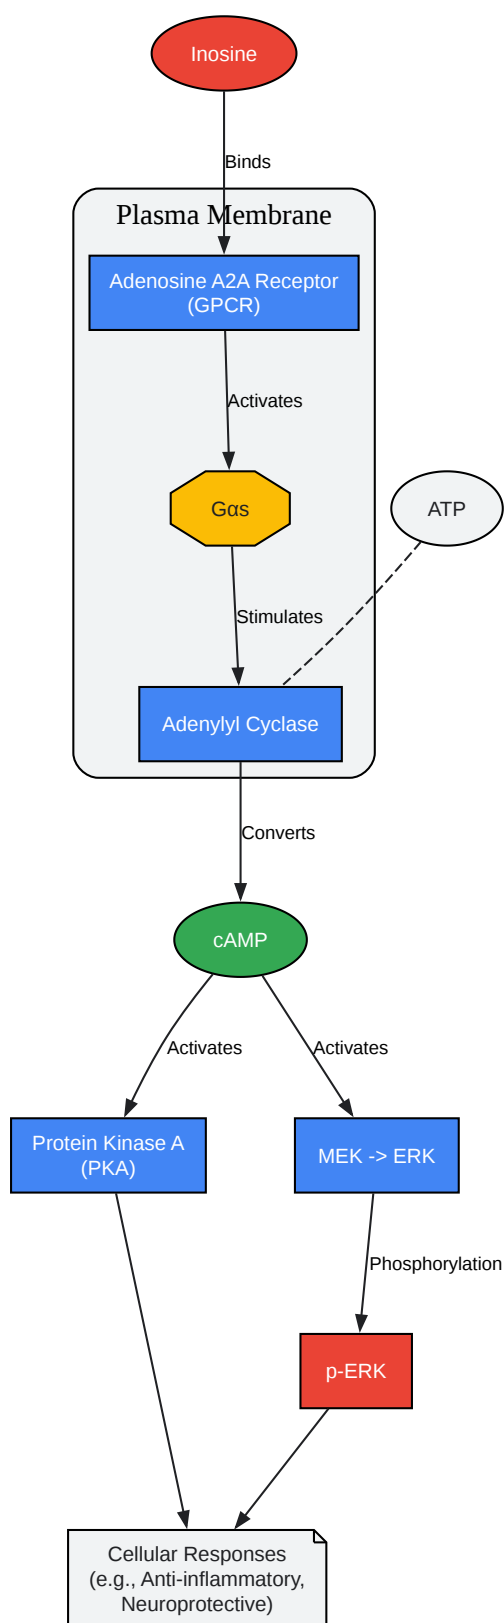 Inosine
Binds
Plasma Membrane
Adenosine A2A Receptor
(GPCR)
Activates
Gαs
ATP
Stimulates
Adenylyl Cyclase
Converts
cAMP
Activates
Activates
Protein Kinase A
(PKA)
MEK -> ERK
Phosphorylation
p-ERK
Cellular Responses
(e.g., Anti-inflammatory,
Neuroprotective)